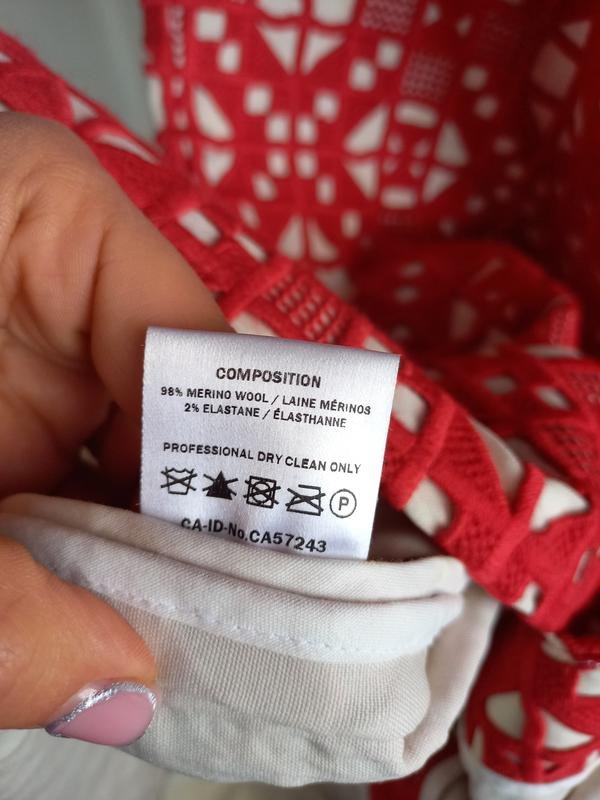 COMPOSITION
98% MERINO WOOL / LAINE MÉRINOS
2% ELASTANE / ÉLASTHANNE
PROFESSIONAL DRY CLEAN ONLY
P
CA-ID-No.CA57243